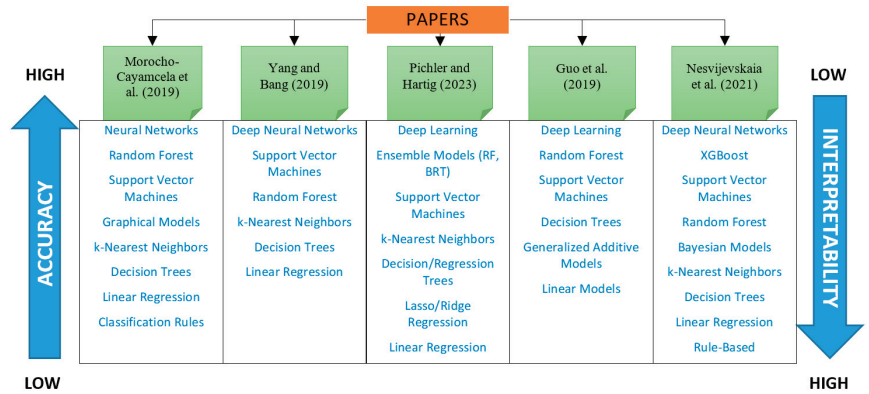 PAPERS
HIGH
LOW
Morocho-
Cayamcela et
al. (2019)
Yang and
Bang (2019)
Pichler and
Hartig (2023)
Guo et al.
(2019)
Nesvijevskaia
et al. (2021)
ACCURACY
Neural Networks
Random Forest
Support Vector
Machines
Graphical Models
k-Nearest Neighbors
Decision Trees
Linear Regression
Classification Rules
Deep Neural Networks
Support Vector
Machines
Random Forest
k-Nearest Neighbors
Decision Trees
Linear Regression
Deep Learning
Ensemble Models (RF,
BRT)
Support Vector
Machines
k-Nearest Neighbors
Decision/Regression
Trees
Lasso/Ridge
Regression
Linear Regression
Deep Learning
Random Forest
Support Vector
Machines
Decision Trees
Generalized Additive
Models
Linear Models
Deep Neural Networks
XGBoost
Support Vector
Machines
Random Forest
Bayesian Models
k-Nearest Neighbors
Decision Trees
Linear Regression
Rule-Based
INTERPRETABILITY
LOW
HIGH